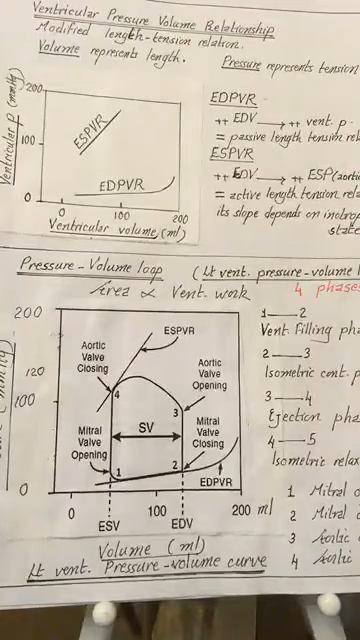 Ventricular Pressure Volume Relationship
Modified length-tension relation.
Volume represents length.
Pressure represents tension
Ventricular P (mmHg)
200
100
0
ESPVR
EDPVR
0
100
200
Ventricular volume (ml)
EDPVR
++ EDV → ++ vent. p.
= passive length tension
ESPVR
++ EDV → ++ ESP (aortic
= active length tension
its slope depends on
state
Pressure-Volume loop (Lt vent. pressure-volume
Area ∝ Vent. work
4 phases
200
120
100
0
ESPVR
Aortic Valve Closing
Aortic Valve Opening
4
3
SV
Mitral Valve Opening
Mitral Valve Closing
1
2
EDPVR
0
100
200 ml
ESV
EDV
Volume (ml)
Lt vent. Pressure-volume curve
1—2
Vent. filling
2—3
Isometric cont.
3—4
Ejection
4—5
Isometric
1 Mitral
2 Mitral
3 Aortic
4 Aortic